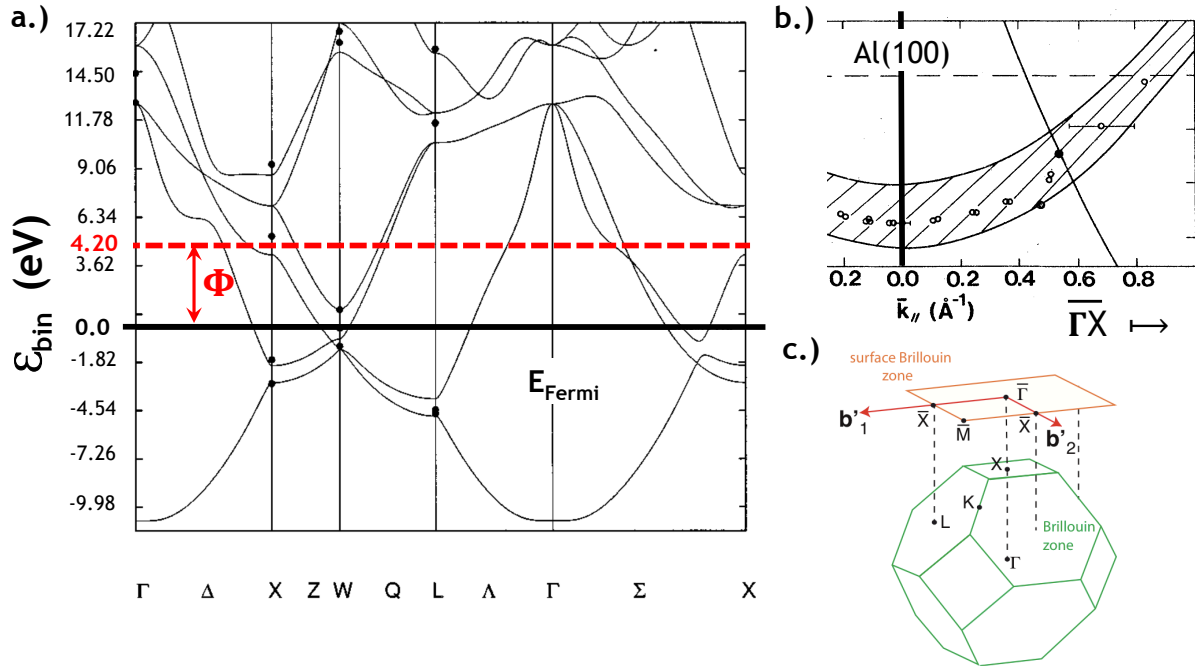 a.)
17.22
14.50
11.78
9.06
6.34
4.20
3.62
0.0
-1.82
-4.54
-7.26
-9.98
ε_bin (eV)
Φ
E_Fermi
Γ Δ X Z W Q L Λ Γ Σ X
b.)
Al(100)
0.2 0.0 0.2 0.4 0.6 0.8
k̄_// (Å⁻¹)
Γ̄X̄
c.)
surface Brillouin
zone
Γ̄
b'₁
X̄
M̄
X̄
b'₂
X
K
L
Brillouin
zone
Γ